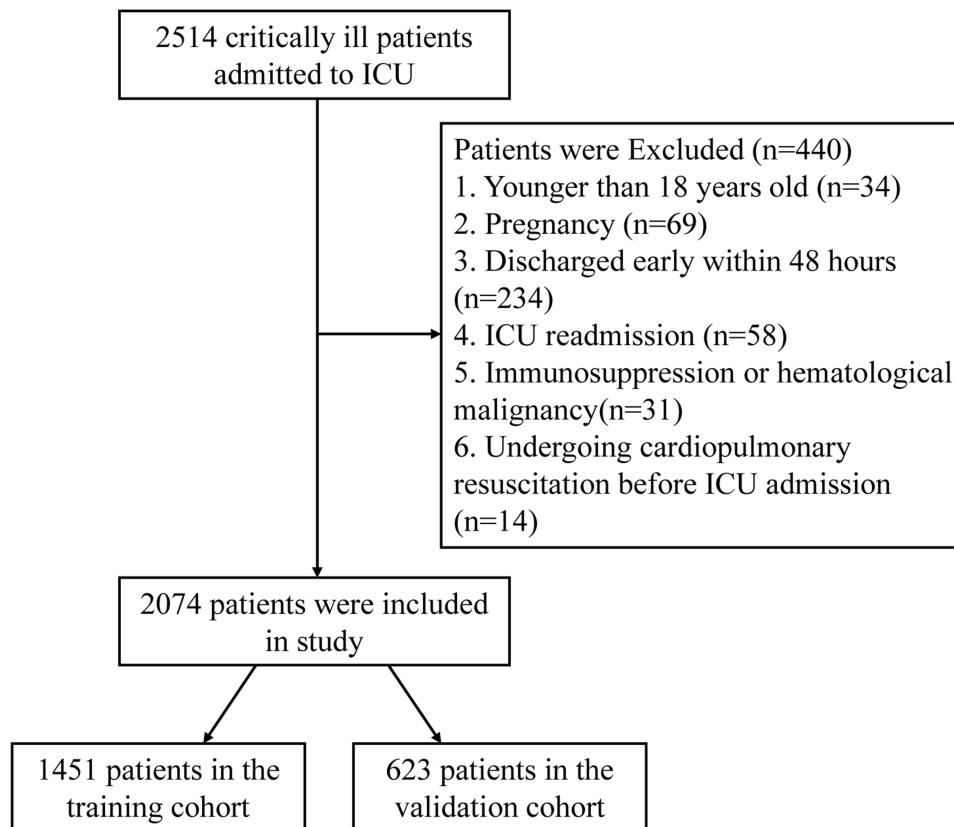 2514 critically ill patients
admitted to ICU
Patients were Excluded (n=440)
1. Younger than 18 years old (n=34)
2. Pregnancy (n=69)
3. Discharged early within 48 hours
(n=234)
4. ICU readmission (n=58)
5. Immunosuppression or hematological
malignancy(n=31)
6. Undergoing cardiopulmonary
resuscitation before ICU admission
(n=14)
2074 patients were included
in study
1451 patients in the
training cohort
623 patients in the
validation cohort